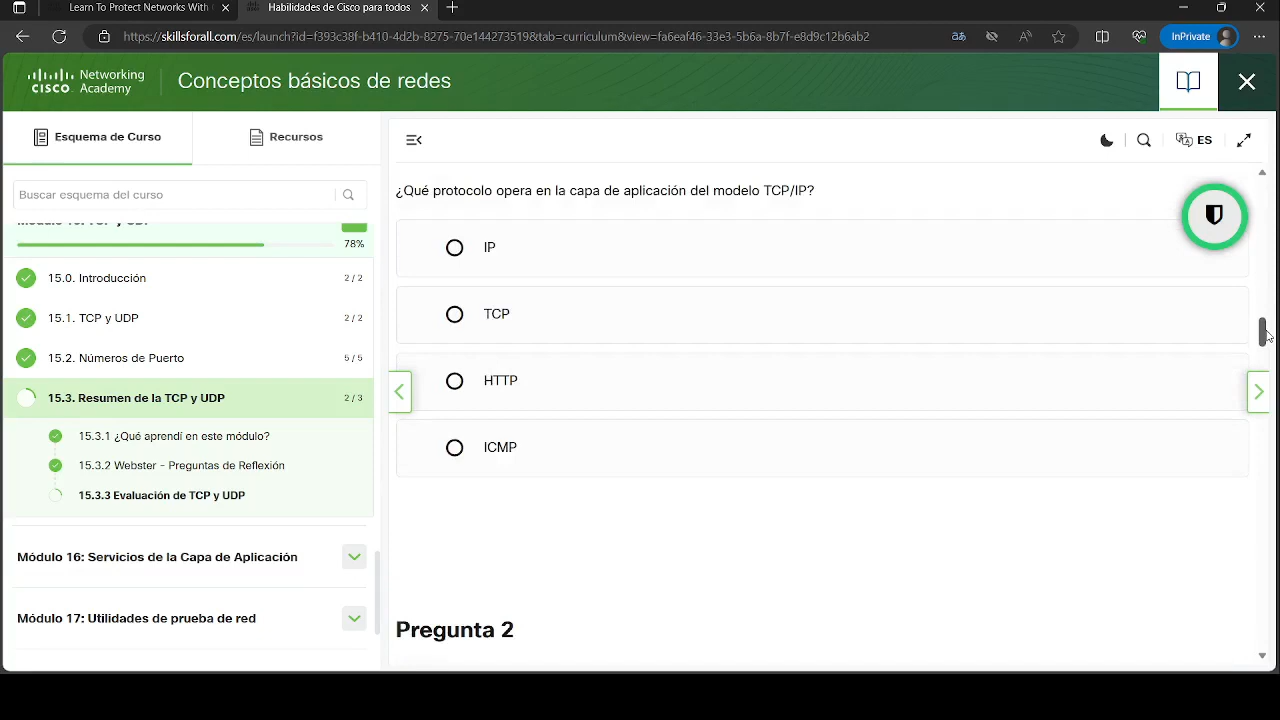 Learn To Protect Networks With
Habilidades de Cisco para todos
https://skillsforall.com/es/launch?id=f393c38f-b410-4d2b-8275-70e144273519&tab=curriculum&view=fa6eaf46-33e3-5b6a-8b7f-e8d9c12b6ab2
InPrivate
Networking
CISCO Academy
Conceptos básicos de redes
Esquema de Curso
Recursos
ES
Buscar esquema del curso
Módulo 15: TCP y UDP
78%
15.0. Introducción
2 / 2
15.1. TCP y UDP
2 / 2
15.2. Números de Puerto
5 / 5
15.3. Resumen de la TCP y UDP
2 / 3
15.3.1 ¿Qué aprendí en este módulo?
15.3.2 Webster - Preguntas de Reflexión
15.3.3 Evaluación de TCP y UDP
Módulo 16: Servicios de la Capa de Aplicación
Módulo 17: Utilidades de prueba de red
¿Qué protocolo opera en la capa de aplicación del modelo TCP/IP?
IP
TCP
HTTP
ICMP
Pregunta 2